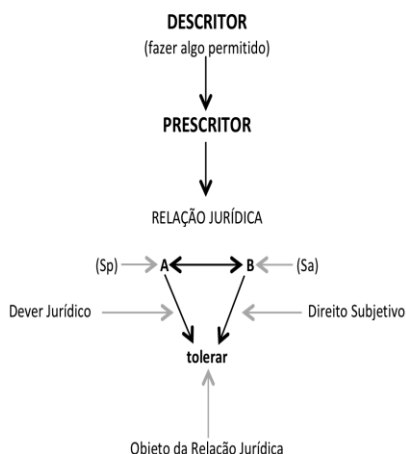 DESCRITOR
(fazer algo permitido)
PRESCRITOR
RELAÇÃO JURÍDICA
(Sp) A B (Sa)
Dever Jurídico Direito Subjetivo
tolerar
Objeto da Relação Jurídica